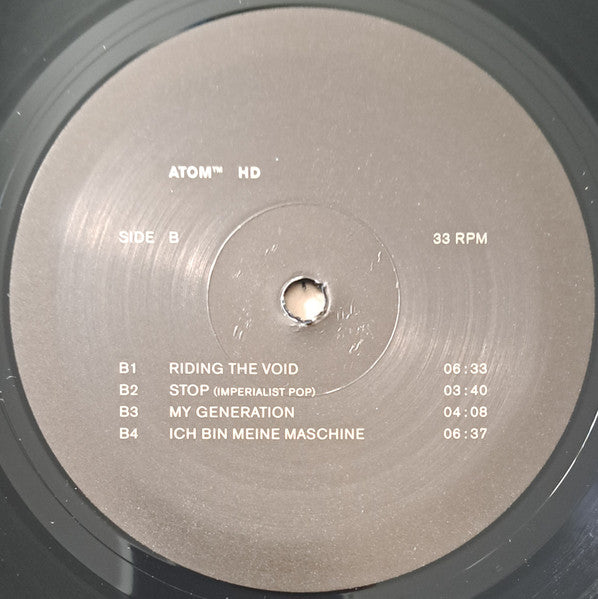 ATOM™ HD
SIDE B 33 RPM
B1 RIDING THE VOID 06:33
B2 STOP (IMPERIALIST POP) 03:40
B3 MY GENERATION 04:08
B4 ICH BIN MEINE MASCHINE 06:37